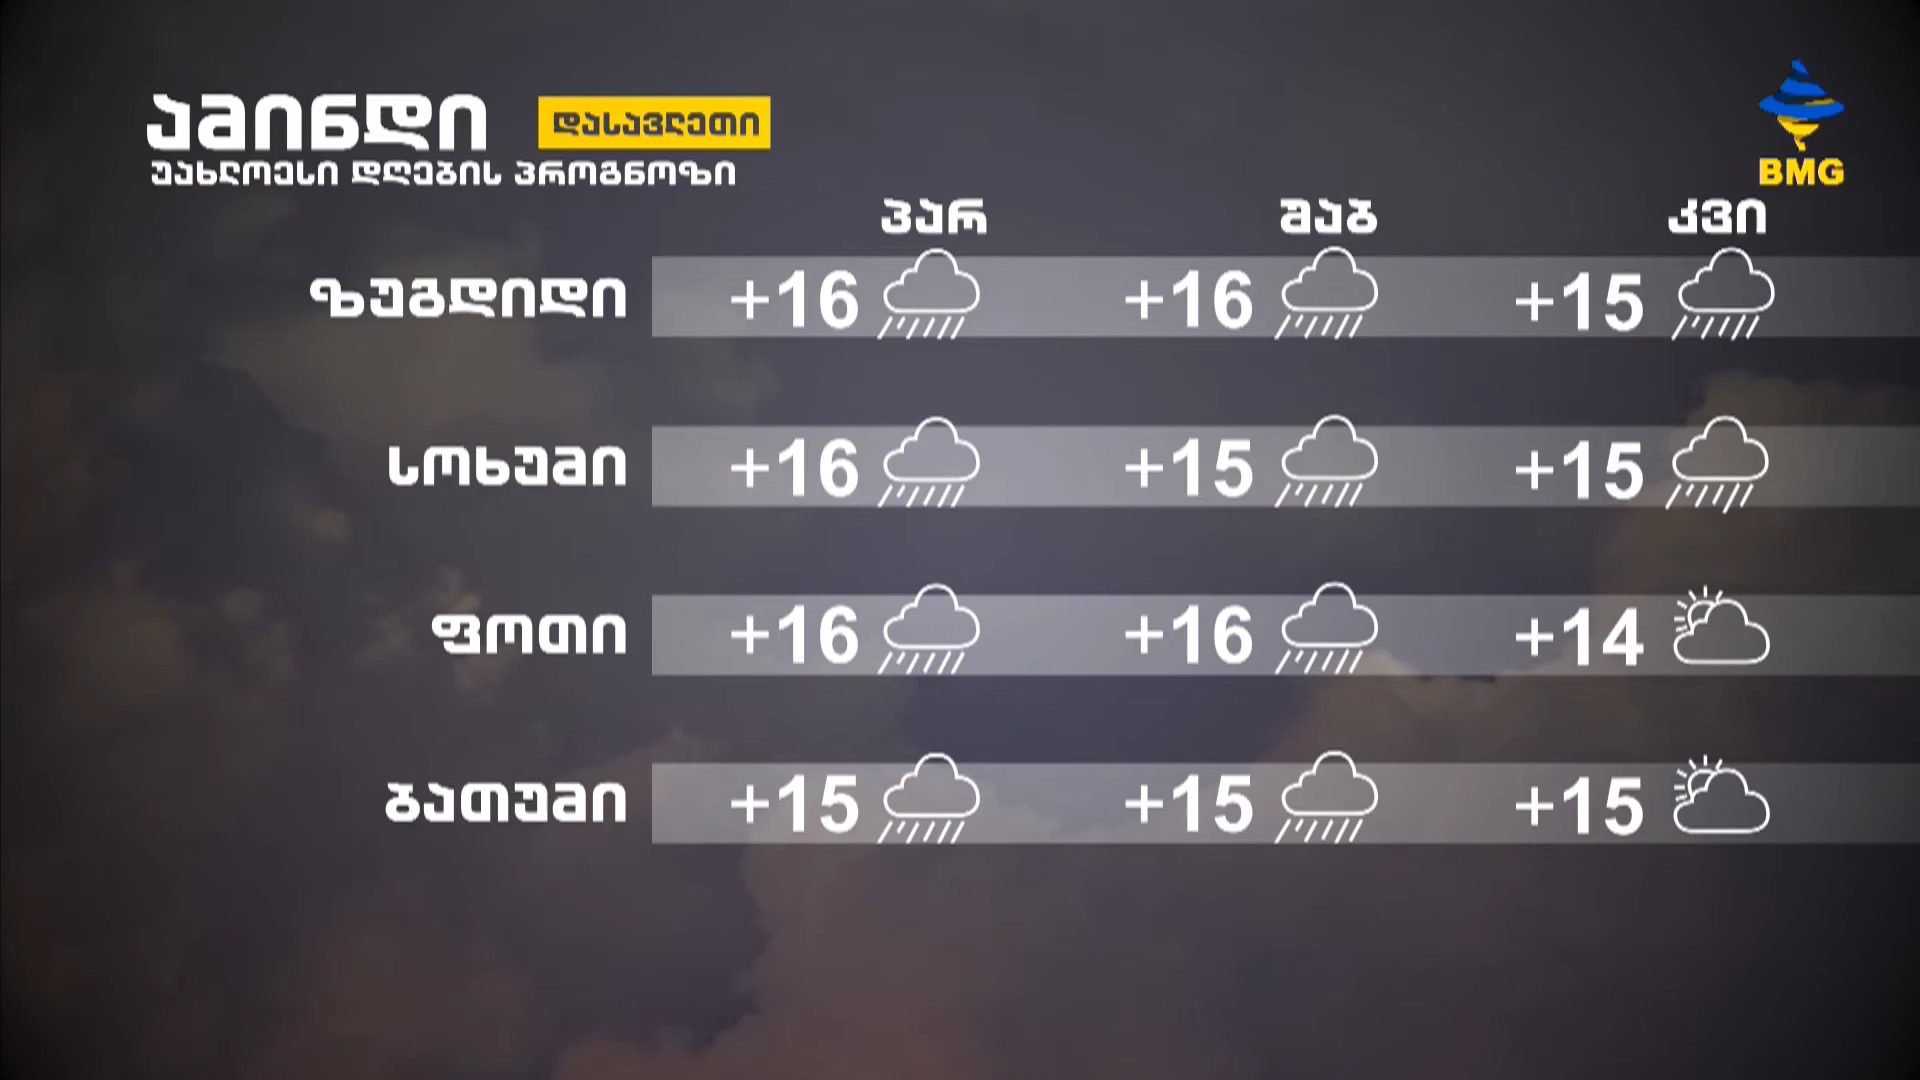 ამინდი
დასავლეთი
უახლოესი დღეების პროგნოზი
BMG
პარ შაბ კვი
ზუგდიდი +16 +16 +15
სოხუმი +16 +15 +15
ფოთი +16 +16 +14
ბათუმი +15 +15 +15